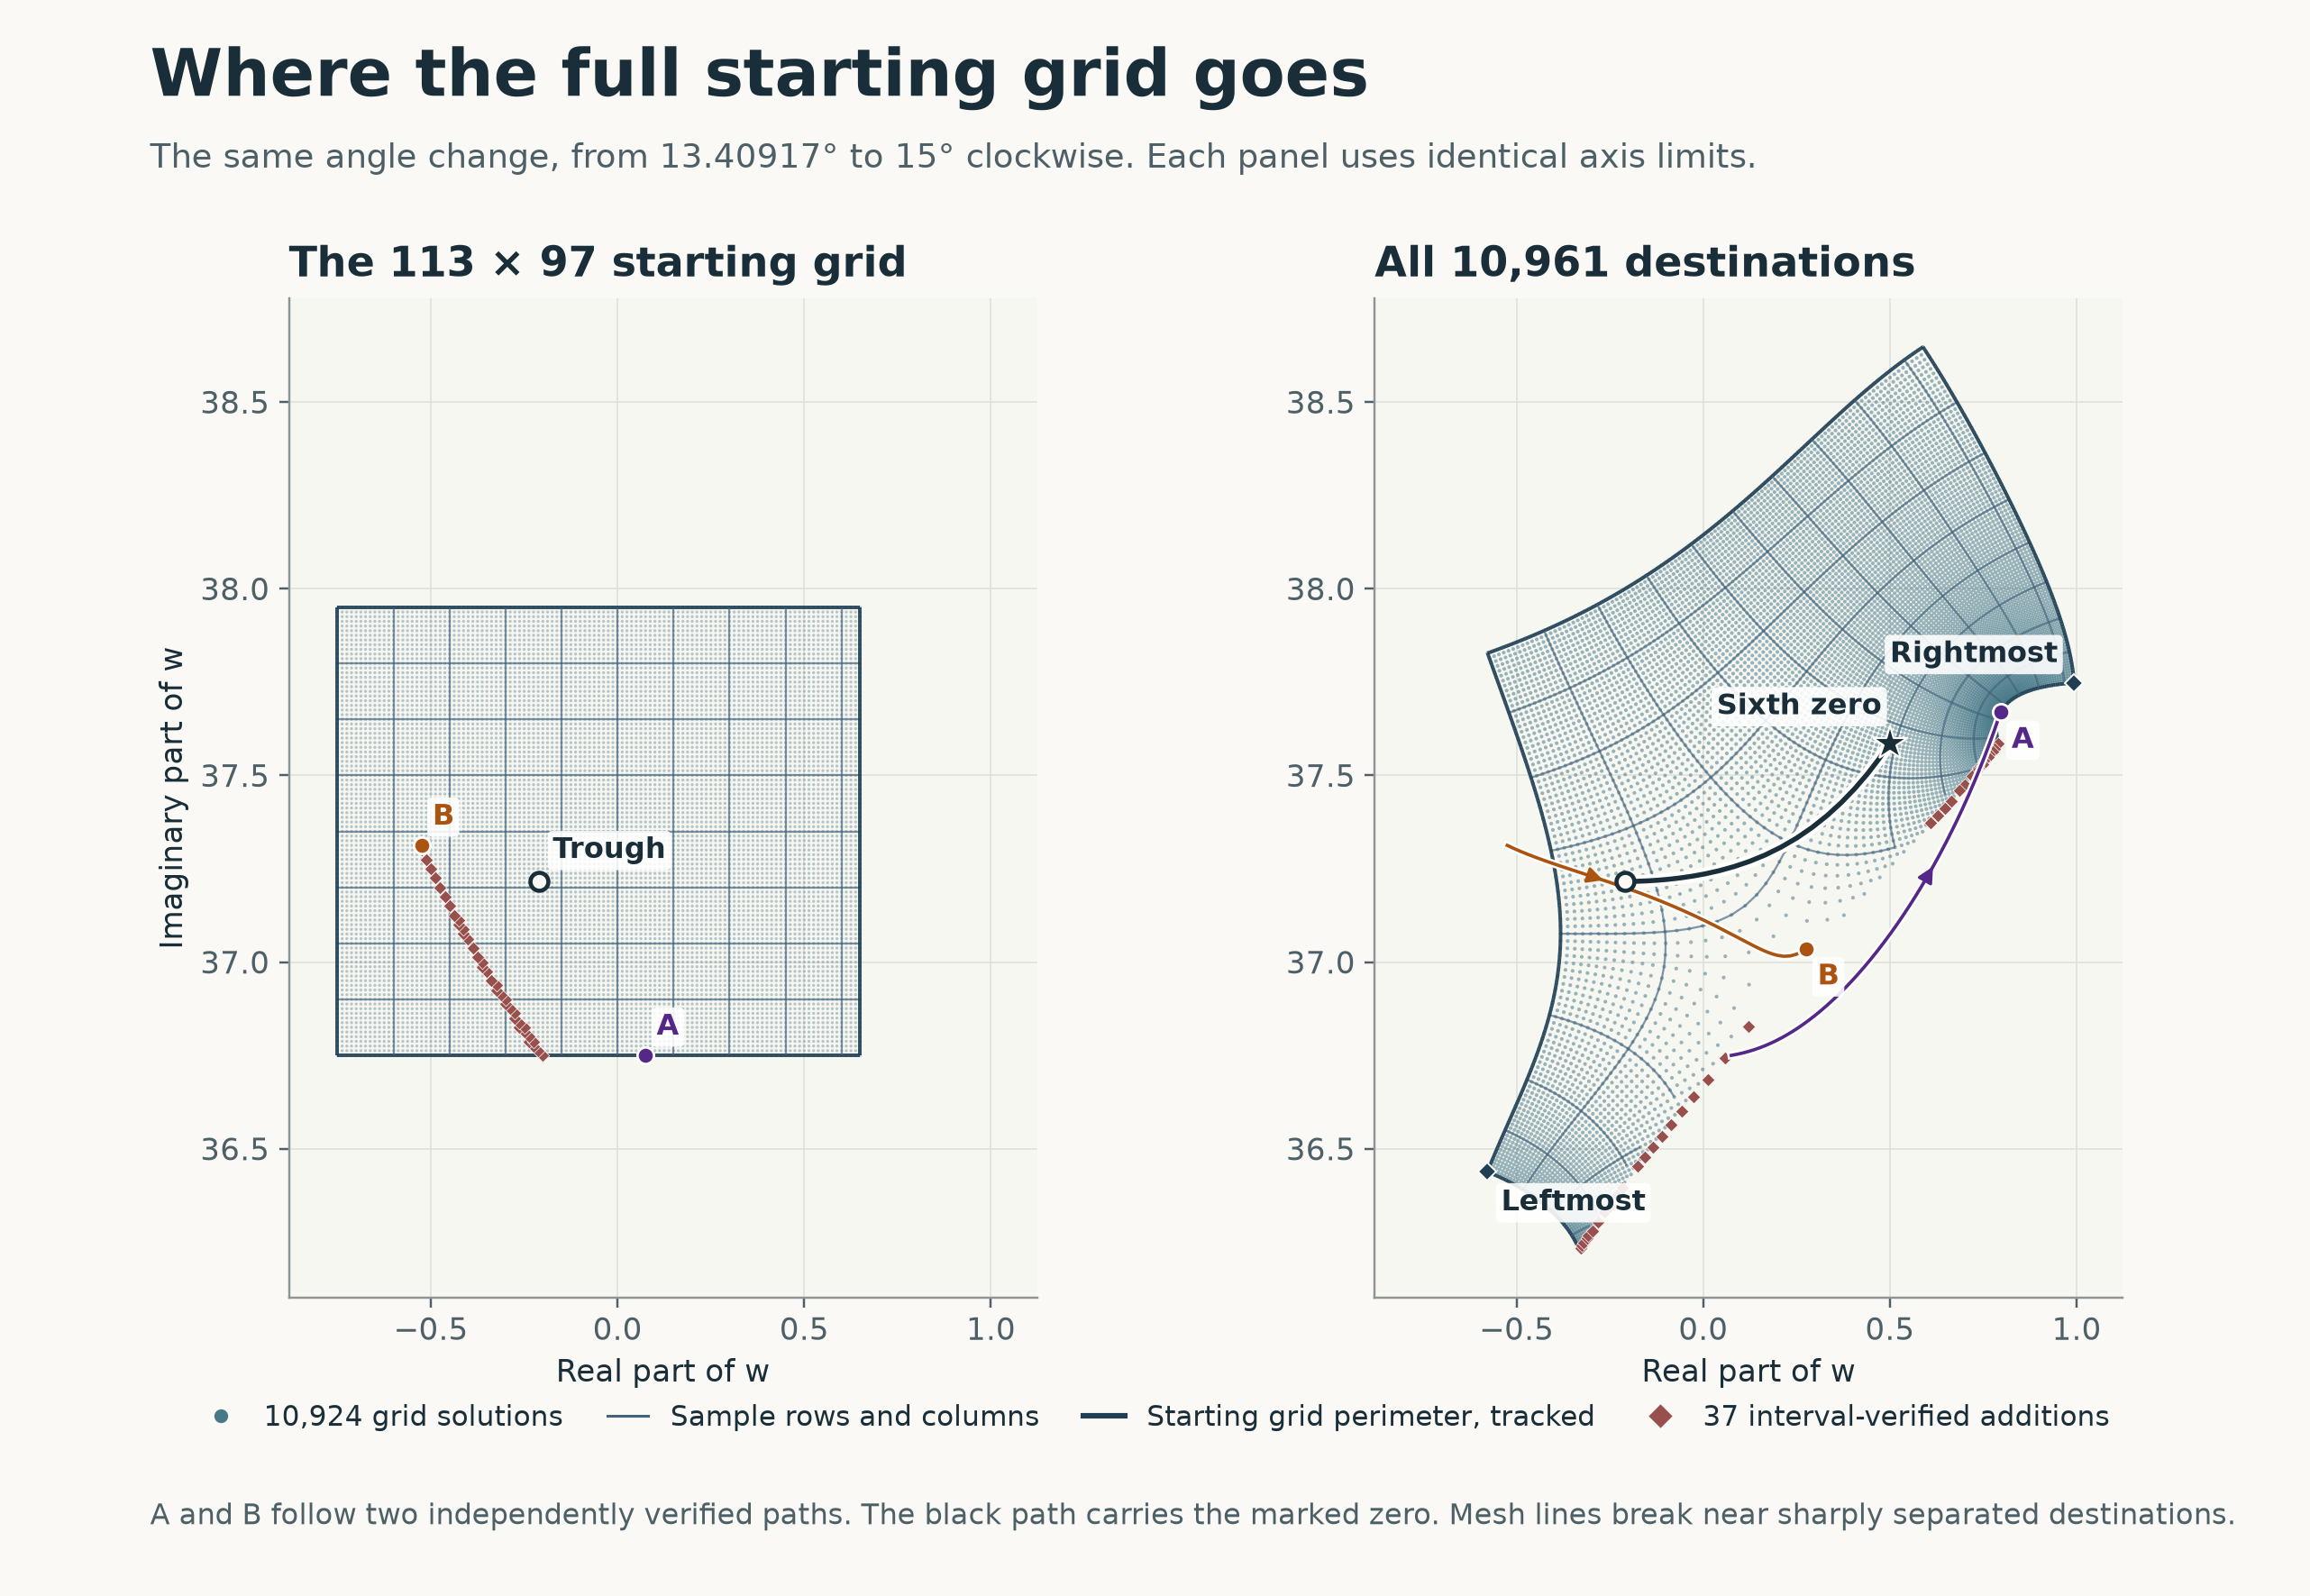 Where the full starting grid goes
The same angle change, from 13.40917° to 15° clockwise. Each panel uses identical axis limits.
The 113 × 97 starting grid
38.5
38.0
37.5
37.0
36.5
Imaginary part of w
B
Trough
A
−0.5
0.0
0.5
1.0
Real part of w
All 10,961 destinations
38.5
38.0
37.5
37.0
36.5
Rightmost
Sixth zero
A
B
Leftmost
−0.5
0.0
0.5
1.0
Real part of w
10,924 grid solutions
Sample rows and columns
Starting grid perimeter, tracked
37 interval-verified additions
A and B follow two independently verified paths. The black path carries the marked zero. Mesh lines break near sharply separated destinations.